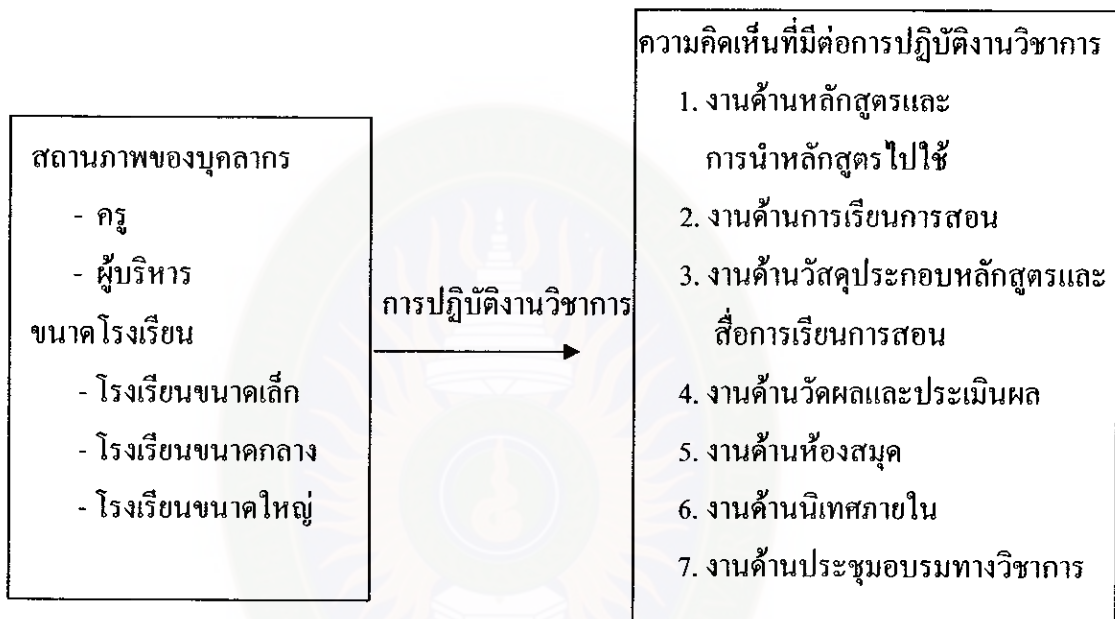 สถานภาพของบุคลากร
- ครู
- ผู้บริหาร
ขนาดโรงเรียน
- โรงเรียนขนาดเล็ก
- โรงเรียนขนาดกลาง
- โรงเรียนขนาดใหญ่
การปฏิบัติงานวิชาการ
ความคิดเห็นที่มีต่อการปฏิบัติงานวิชาการ
1. งานด้านหลักสูตรและ
การนำหลักสูตรไปใช้
2. งานด้านการเรียนการสอน
3. งานด้านวัสดุประกอบหลักสูตรและ
สื่อการเรียนการสอน
4. งานด้านวัดผลและประเมินผล
5. งานด้านห้องสมุด
6. งานด้านนิเทศภายใน
7. งานด้านประชุมอบรมทางวิชาการ